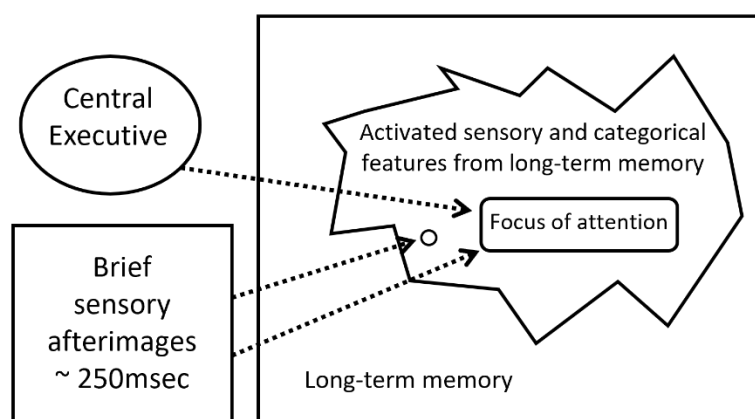 Central
Executive
Brief
sensory
afterimages
~ 250msec
Activated sensory and categorical
features from long-term memory
Focus of attention
Long-term memory